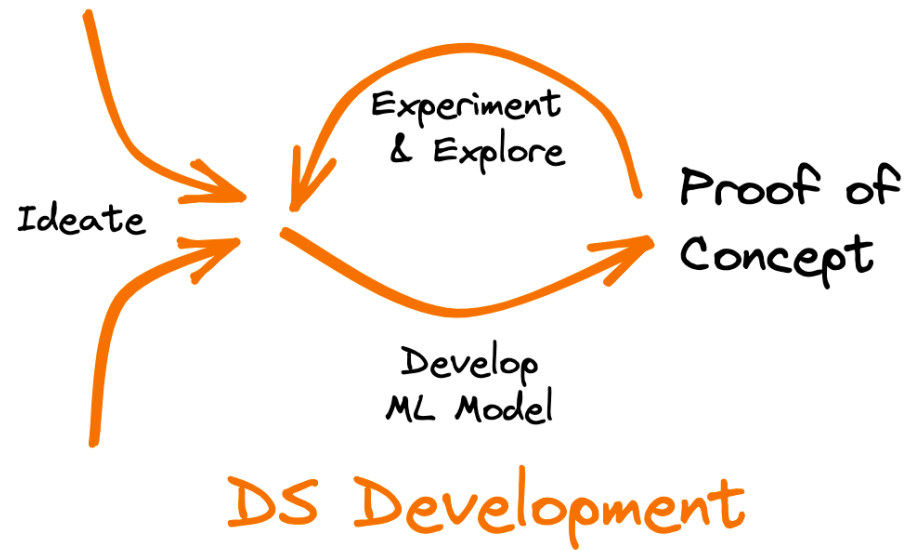 Experiment
& Explore
Ideate
Proof of
Concept
Develop
ML Model
DS Development